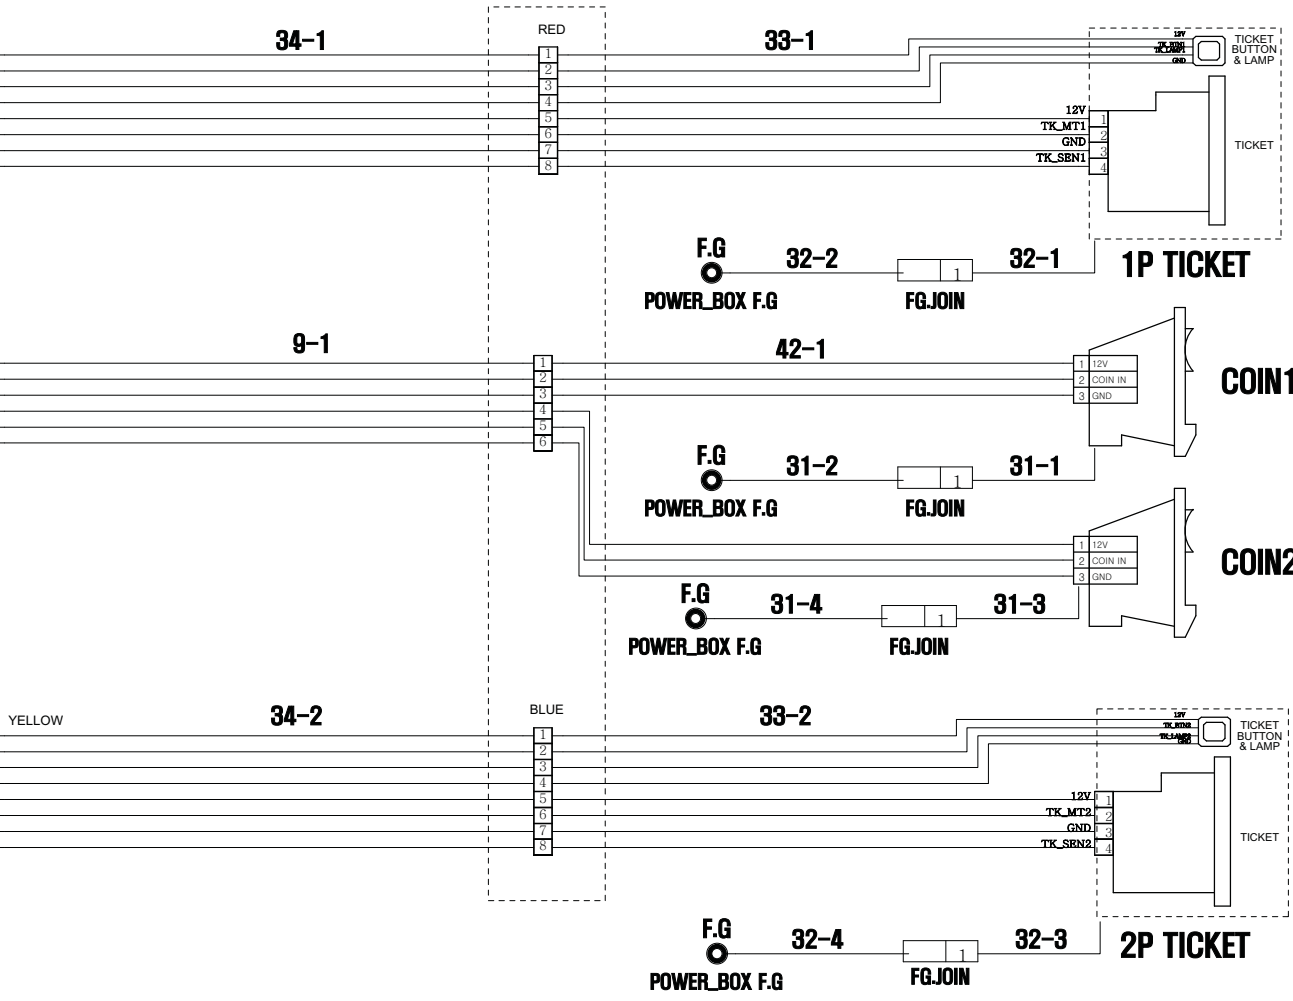 RED
34-1
33-1
1
2
3
4
5
6
7
8
12V
TK_BTN1
TK_LAMP1
GND
TICKET
BUTTON
& LAMP
12V
TK_MT1
GND
TK_SEN1
1
2
3
4
TICKET
F.G
32-2
1
32-1
1P TICKET
POWER_BOX F.G
FG.JOIN
9-1
42-1
1
2
3
4
5
6
1 12V
2 COIN IN
3 GND
COIN1
F.G
31-2
1
31-1
POWER_BOX F.G
FG.JOIN
1 12V
2 COIN IN
3 GND
COIN2
F.G
31-4
1
31-3
POWER_BOX F.G
FG.JOIN
YELLOW
34-2
BLUE
33-2
1
2
3
4
5
6
7
8
12V
TK_BTN2
TK_LAMP2
GND
TICKET
BUTTON
& LAMP
12V
TK_MT2
GND
TK_SEN2
1
2
3
4
TICKET
F.G
32-4
1
32-3
2P TICKET
POWER_BOX F.G
FG.JOIN